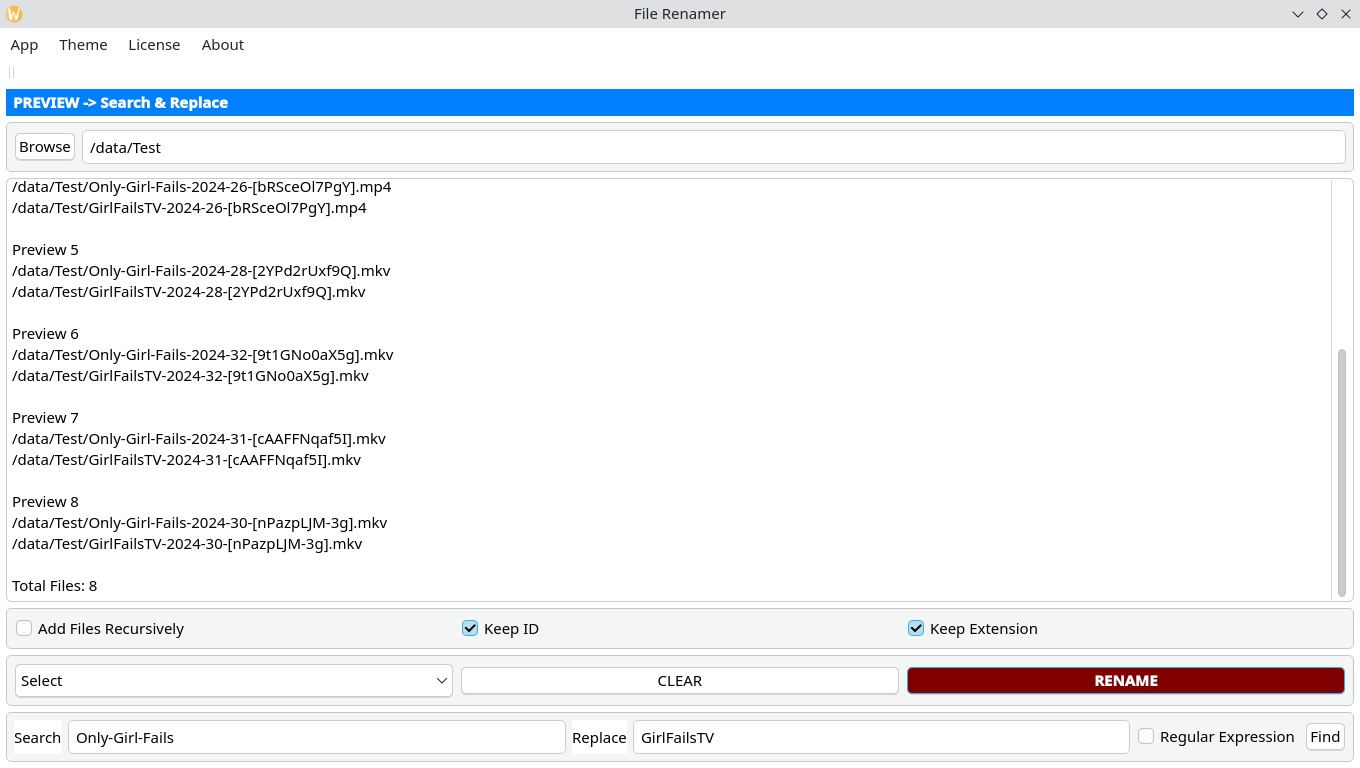 File Renamer
App Theme License About
PREVIEW -> Search & Replace
Browse /data/Test
/data/Test/Only-Girl-Fails-2024-26-[bRSceOl7PgY].mp4
/data/Test/GirlFailsTV-2024-26-[bRSceOl7PgY].mp4
Preview 5
/data/Test/Only-Girl-Fails-2024-28-[2YPd2rUxf9Q].mkv
/data/Test/GirlFailsTV-2024-28-[2YPd2rUxf9Q].mkv
Preview 6
/data/Test/Only-Girl-Fails-2024-32-[9t1GNo0aX5g].mkv
/data/Test/GirlFailsTV-2024-32-[9t1GNo0aX5g].mkv
Preview 7
/data/Test/Only-Girl-Fails-2024-31-[cAAFFNqaf5I].mkv
/data/Test/GirlFailsTV-2024-31-[cAAFFNqaf5I].mkv
Preview 8
/data/Test/Only-Girl-Fails-2024-30-[nPazpLJM-3g].mkv
/data/Test/GirlFailsTV-2024-30-[nPazpLJM-3g].mkv
Total Files: 8
Add Files Recursively Keep ID Keep Extension
Select CLEAR RENAME
Search Only-Girl-Fails Replace GirlFailsTV Regular Expression Find